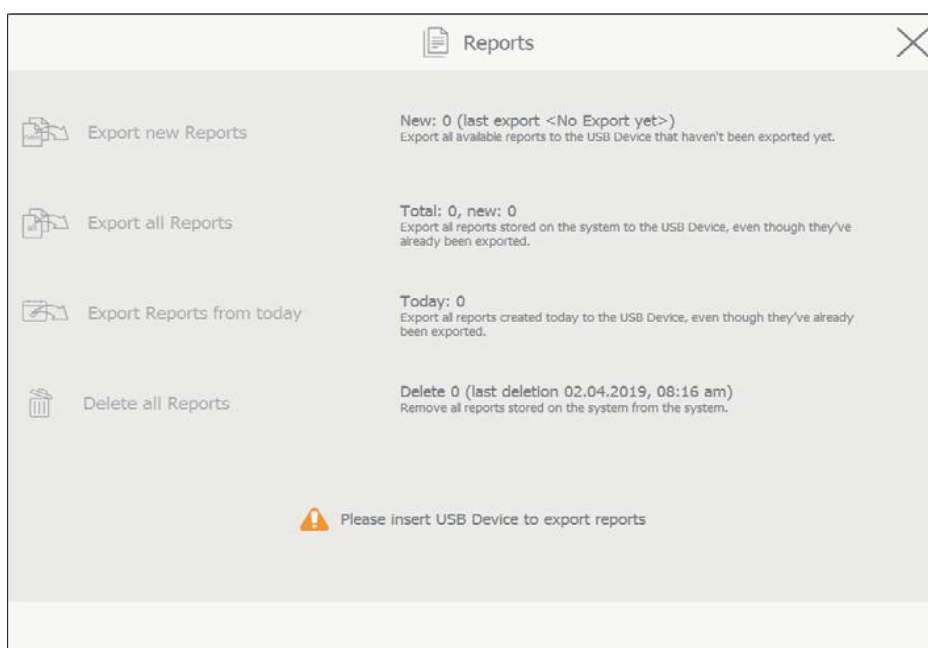 Reports
Export new Reports
New: 0 (last export <No Export yet>)
Export all available reports to the USB Device that haven't been exported yet.
Export all Reports
Total: 0, new: 0
Export all reports stored on the system to the USB Device, even though they've
already been exported.
Export Reports from today
Today: 0
Export all reports created today to the USB Device, even though they've already
been exported.
Delete all Reports
Delete 0 (last deletion 02.04.2019, 08:16 am)
Remove all reports stored on the system from the system.
Please insert USB Device to export reports